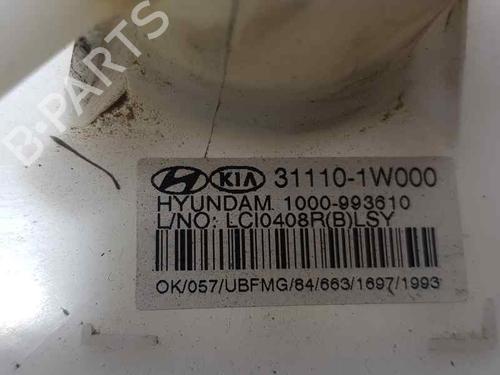 B-PARTS
KIA 31110-1W000
HYUNDAM 1000-993610
L/NO: LCI0408R(B)LSY
OK/057/UBFMG/84/663/1697/1993